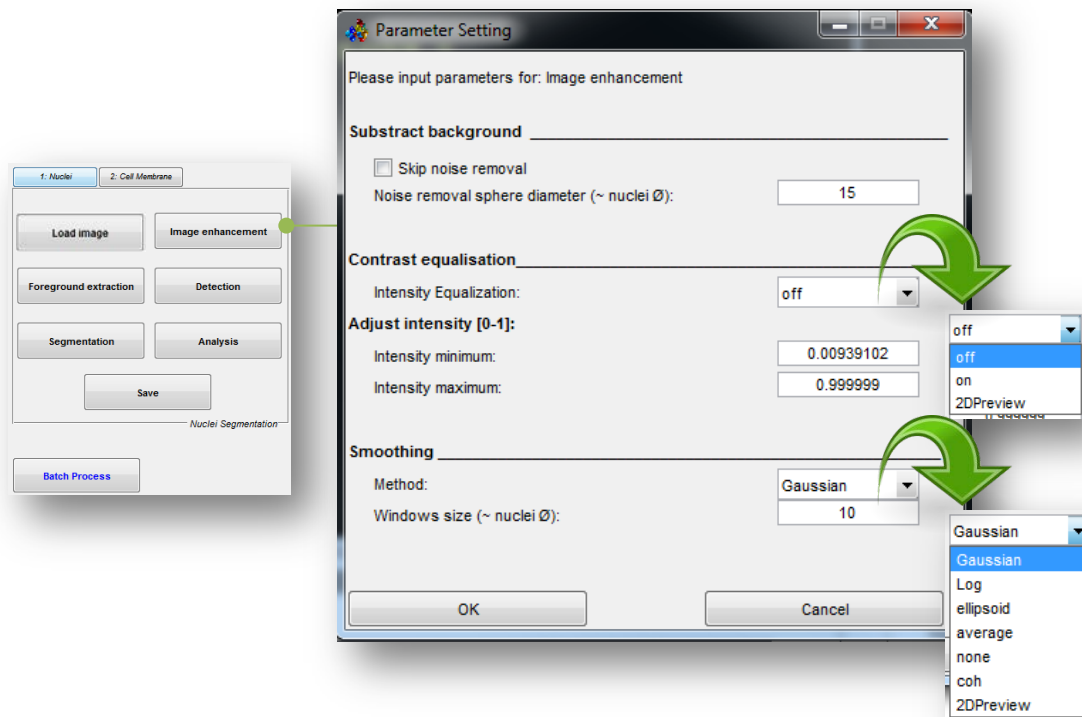 Parameter Setting
Please input parameters for: Image enhancement
Substract background
Skip noise removal
Noise removal sphere diameter (~ nuclei Ø): 15
Contrast equalisation
Intensity Equalization: off
Adjust intensity [0-1]:
Intensity minimum: 0.00939102
Intensity maximum: 0.999999
Smoothing
Method: Gaussian
Windows size (~ nuclei Ø): 10
OK Cancel
1: Nuclei 2: Cell Membrane
Load image Image enhancement
Foreground extraction Detection
Segmentation Analysis
Save
Nuclei Segmentation
Batch Process
off
off
on
2DPreview
Gaussian
Gaussian
Log
ellipsoid
average
none
coh
2DPreview